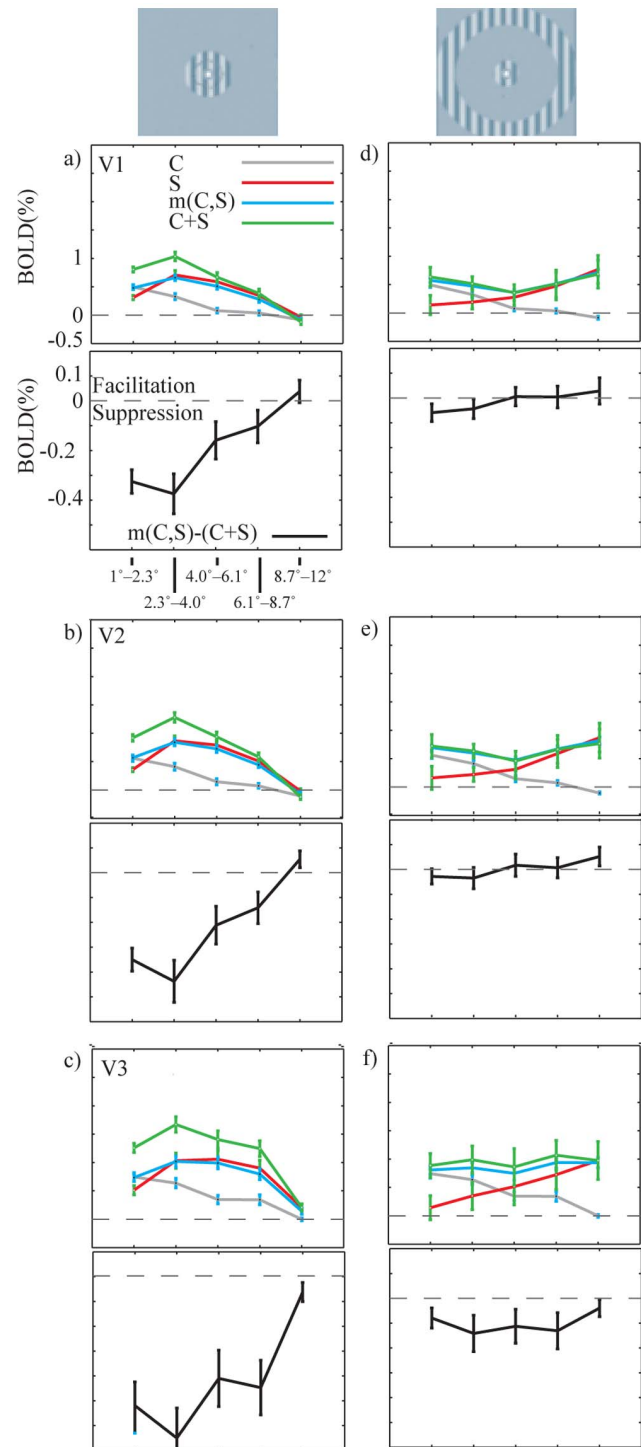 a) V1
C
S
m(C,S)
C+S
BOLD(%)
1
0
-0.5
d)
BOLD(%)
0.1
0
-0.2
-0.4
Facilitation
Suppression
m(C,S)-(C+S)
1˚–2.3˚ 4.0˚–6.1˚ 8.7˚–12˚
2.3˚–4.0˚ 6.1˚–8.7˚
b) V2
e)
c) V3
f)